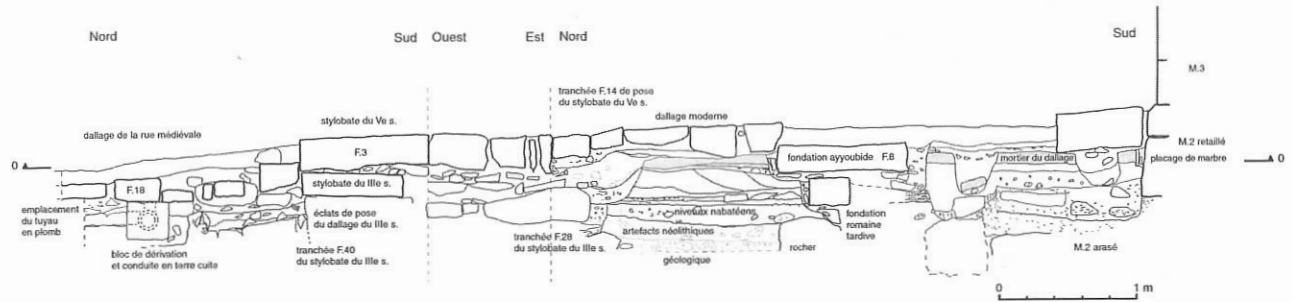 Nord
Sud
Ouest
Est
Nord
Sud
M.3
tranchée F.14 de pose
du stylobate du Ve s.
stylobate du Ve s.
dallage moderne
dallage de la rue médiévale
M.2 retaillé
0
F.3
fondation ayyoubide F.8
mortier du dallage
placage de marbre
0
F.18
stylobate du IIIe s.
emplacement
du tuyau
en plomb
éclats de pose
du dallage du IIIe s.
niveaux nabatéens
fondation
romaine
tardive
artefacts néolithiques
tranchée F.28
du stylobate du IIIe s.
rocher
M.2 arasé
bloc de dérivation
et conduite en terre cuite
tranchée F.40
du stylobate du IIIe s.
géologique
0
1 m